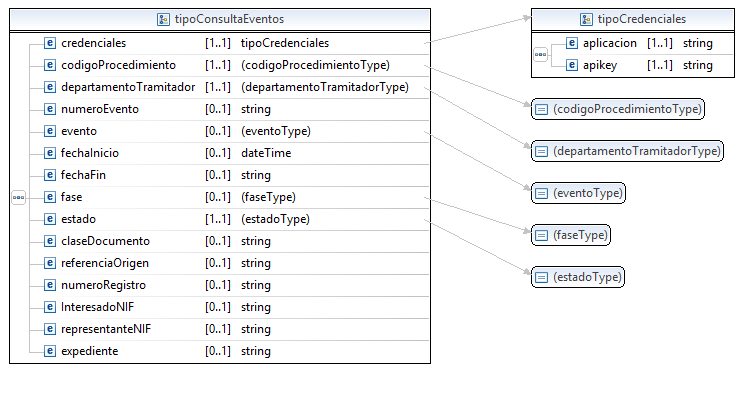 tipoConsultaEventos
credenciales [1..1] tipoCredenciales
codigoProcedimiento [1..1] (codigoProcedimientoType)
departamentoTramitador [1..1] (departamentoTramitadorType)
numeroEvento [0..1] string
evento [0..1] (eventoType)
fechaInicio [0..1] dateTime
fechaFin [0..1] string
fase [0..1] (faseType)
estado [1..1] (estadoType)
claseDocumento [0..1] string
referenciaOrigen [0..1] string
numeroRegistro [0..1] string
InteresadoNIF [0..1] string
representanteNIF [0..1] string
expediente [0..1] string
tipoCredenciales
aplicacion [1..1] string
apikey [1..1] string
(codigoProcedimientoType)
(departamentoTramitadorType)
(eventoType)
(faseType)
(estadoType)